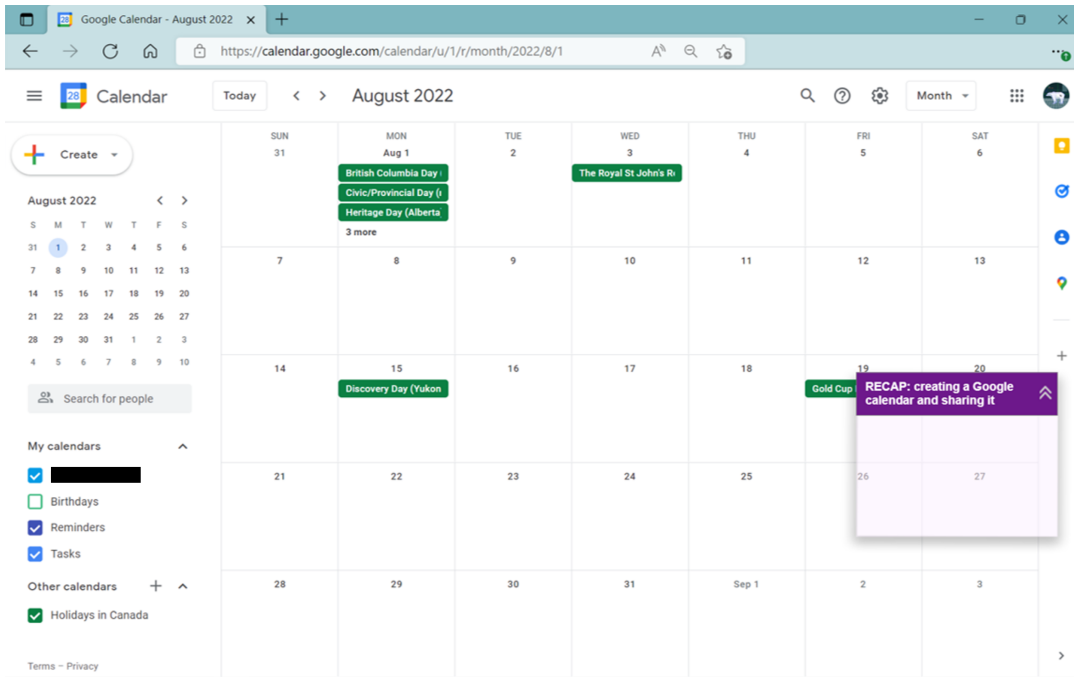 Google Calendar - August 2022
https://calendar.google.com/calendar/u/1/r/month/2022/8/1
28 Calendar Today August 2022 Month
Create
August 2022
S M T W T F S
31 1 2 3 4 5 6
7 8 9 10 11 12 13
14 15 16 17 18 19 20
21 22 23 24 25 26 27
28 29 30 31 1 2 3
4 5 6 7 8 9 10
Search for people
My calendars
Birthdays
Reminders
Tasks
Other calendars
Holidays in Canada
Terms – Privacy
SUN MON TUE WED THU FRI SAT
31 Aug 1 2 3 4 5 6
British Columbia Day The Royal St John's
Civic/Provincial Day
Heritage Day (Alberta
3 more
7 8 9 10 11 12 13
14 15 16 17 18 19 20
Discovery Day (Yukon Gold Cup
RECAP: creating a Google
calendar and sharing it
21 22 23 24 25 26 27
28 29 30 31 Sep 1 2 3